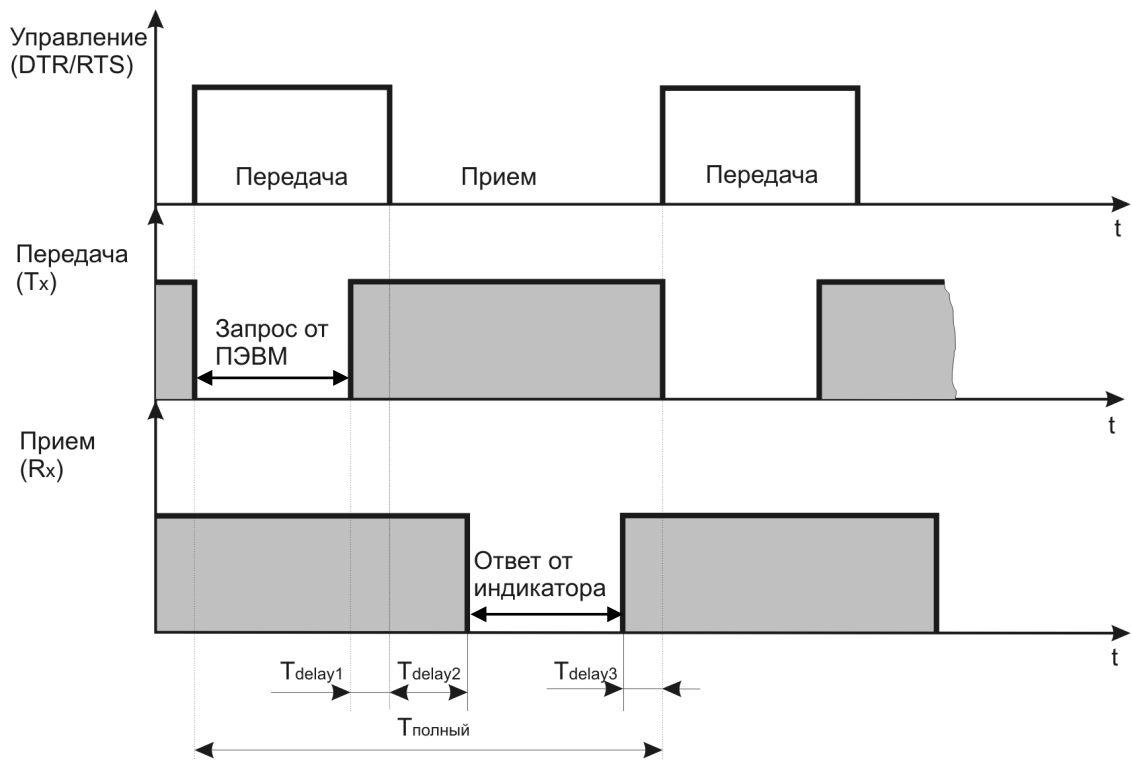 Управление
(DTR/RTS)
Передача
Прием
Передача
t
Передача
(Tx)
Запрос от
ПЭВМ
t
Прием
(Rx)
Ответ от
индикатора
t
Tdelay1
Tdelay2
Tdelay3
Tполный